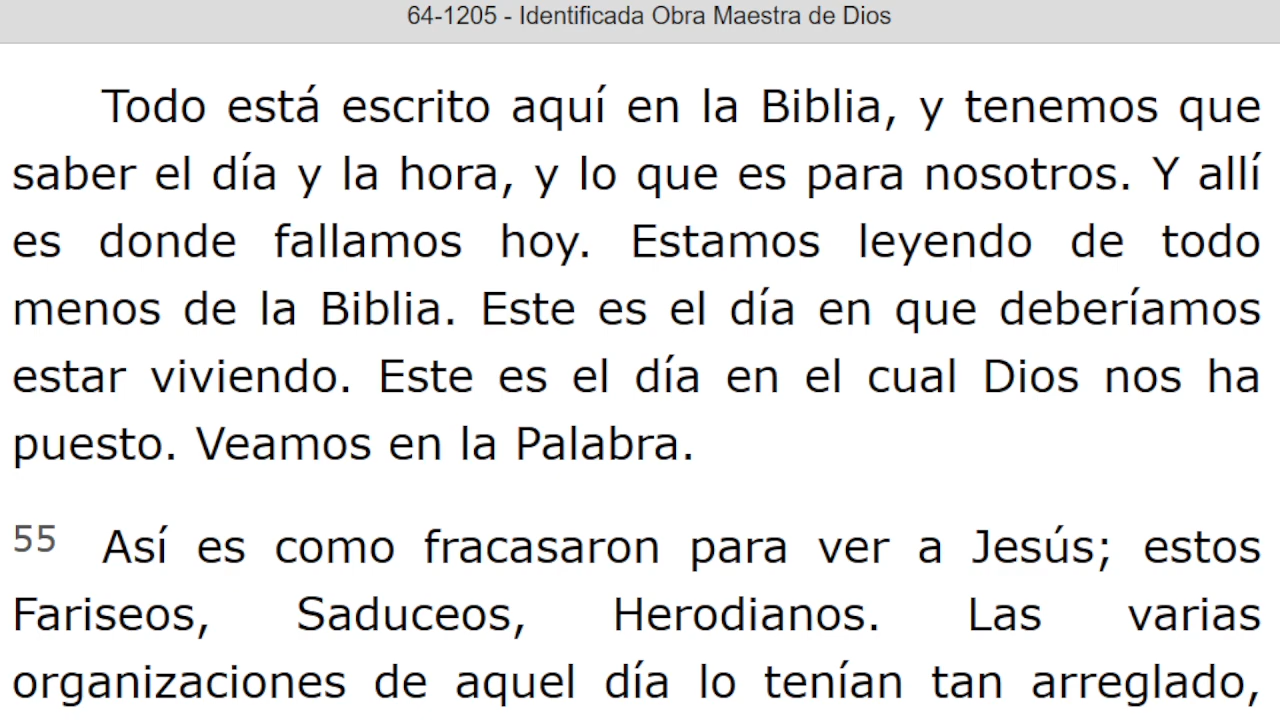 64-1205 - Identificada Obra Maestra de Dios
Todo está escrito aquí en la Biblia, y tenemos que
saber el día y la hora, y lo que es para nosotros. Y allí
es donde fallamos hoy. Estamos leyendo de todo
menos de la Biblia. Este es el día en que deberíamos
estar viviendo. Este es el día en el cual Dios nos ha
puesto. Veamos en la Palabra.
55 Así es como fracasaron para ver a Jesús; estos
Fariseos, Saduceos, Herodianos. Las varias
organizaciones de aquel día lo tenían tan arreglado,